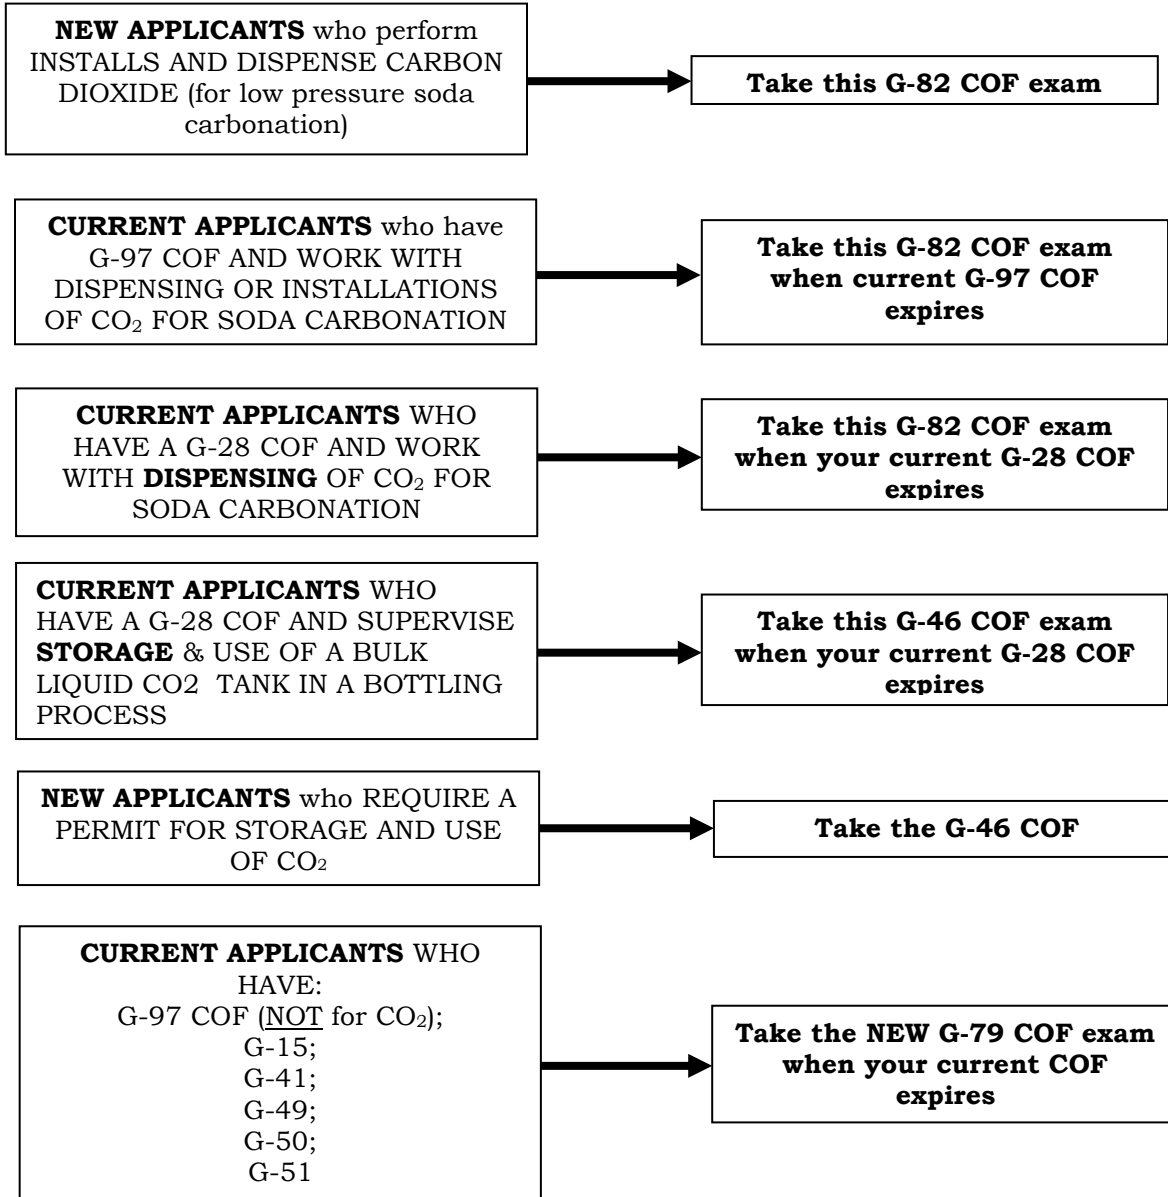 NEW APPLICANTS who perform
INSTALLS AND DISPENSE CARBON
DIOXIDE (for low pressure soda
carbonation)
Take this G-82 COF exam
CURRENT APPLICANTS who have
G-97 COF AND WORK WITH
DISPENSING OR INSTALLATIONS
OF CO₂ FOR SODA CARBONATION
Take this G-82 COF exam
when current G-97 COF
expires
CURRENT APPLICANTS WHO
HAVE A G-28 COF AND WORK
WITH DISPENSING OF CO₂ FOR
SODA CARBONATION
Take this G-82 COF exam
when your current G-28 COF
expires
CURRENT APPLICANTS WHO
HAVE A G-28 COF AND SUPERVISE
STORAGE & USE OF A BULK
LIQUID CO2 TANK IN A BOTTLING
PROCESS
Take this G-46 COF exam
when your current G-28 COF
expires
NEW APPLICANTS who REQUIRE A
PERMIT FOR STORAGE AND USE
OF CO₂
Take the G-46 COF
CURRENT APPLICANTS WHO
HAVE:
G-97 COF (NOT for CO₂);
G-15;
G-41;
G-49;
G-50;
G-51
Take the NEW G-79 COF exam
when your current COF
expires